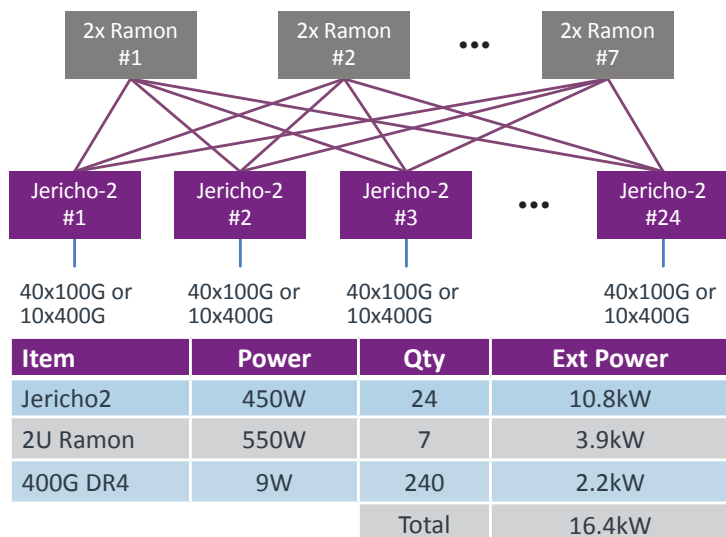 2x Ramon
#1
2x Ramon
#2
•••
2x Ramon
#7
Jericho-2
#1
Jericho-2
#2
Jericho-2
#3
•••
Jericho-2
#24
40x100G or
10x400G
40x100G or
10x400G
40x100G or
10x400G
40x100G or
10x400G
Item Power Qty Ext Power
Jericho2 450W 24 10.8kW
2U Ramon 550W 7 3.9kW
400G DR4 9W 240 2.2kW
Total 16.4kW